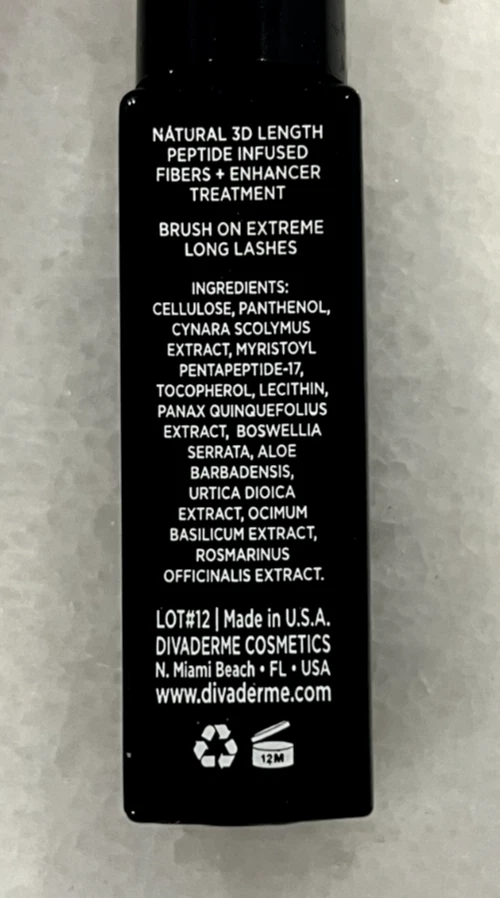 NATURAL 3D LENGTH
PEPTIDE INFUSED
FIBERS + ENHANCER
TREATMENT
BRUSH ON EXTREME
LONG LASHES
INGREDIENTS:
CELLULOSE, PANTHENOL,
CYNARA SCOLYMUS
EXTRACT, MYRISTOYL
PENTAPEPTIDE-17,
TOCOPHEROL, LECITHIN,
PANAX QUINQUEFOLIUS
EXTRACT, BOSWELLIA
SERRATA, ALOE
BARBADENSIS,
URTICA DIOICA
EXTRACT, OCIMUM
BASILICUM EXTRACT,
ROSMARINUS
OFFICINALIS EXTRACT.
LOT#12 | Made in U.S.A.
DIVADERME COSMETICS
N. Miami Beach • FL • USA
www.divaderme.com
12M